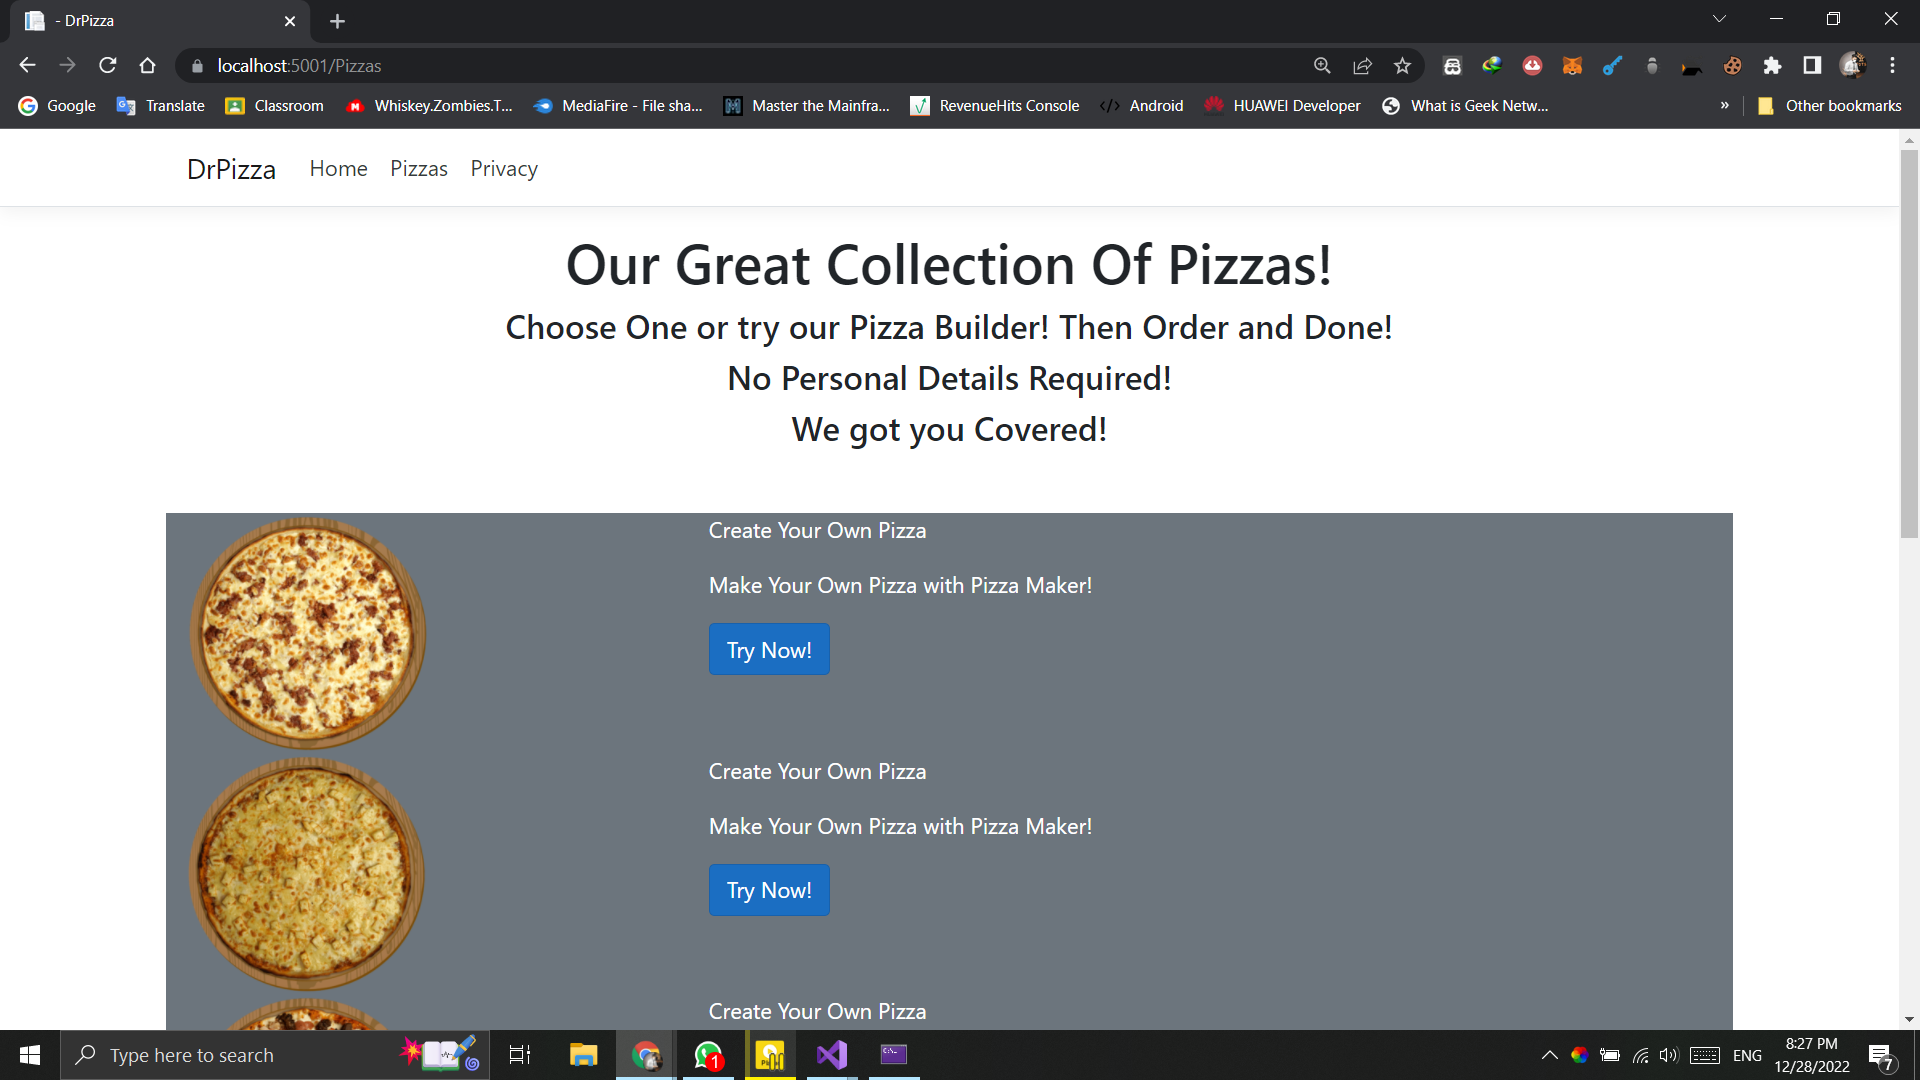 - DrPizza
localhost:5001/Pizzas
Google
Translate
Classroom
Whiskey.Zombies.T...
MediaFire - File sha...
Master the Mainfra...
RevenueHits Console
Android
HUAWEI Developer
What is Geek Netw...
»
Other bookmarks
DrPizza
Home
Pizzas
Privacy
Our Great Collection Of Pizzas!
Choose One or try our Pizza Builder! Then Order and Done!
No Personal Details Required!
We got you Covered!
Create Your Own Pizza
Make Your Own Pizza with Pizza Maker!
Try Now!
Create Your Own Pizza
Make Your Own Pizza with Pizza Maker!
Try Now!
Create Your Own Pizza
Type here to search
1
ENG
8:27 PM
12/28/2022
7